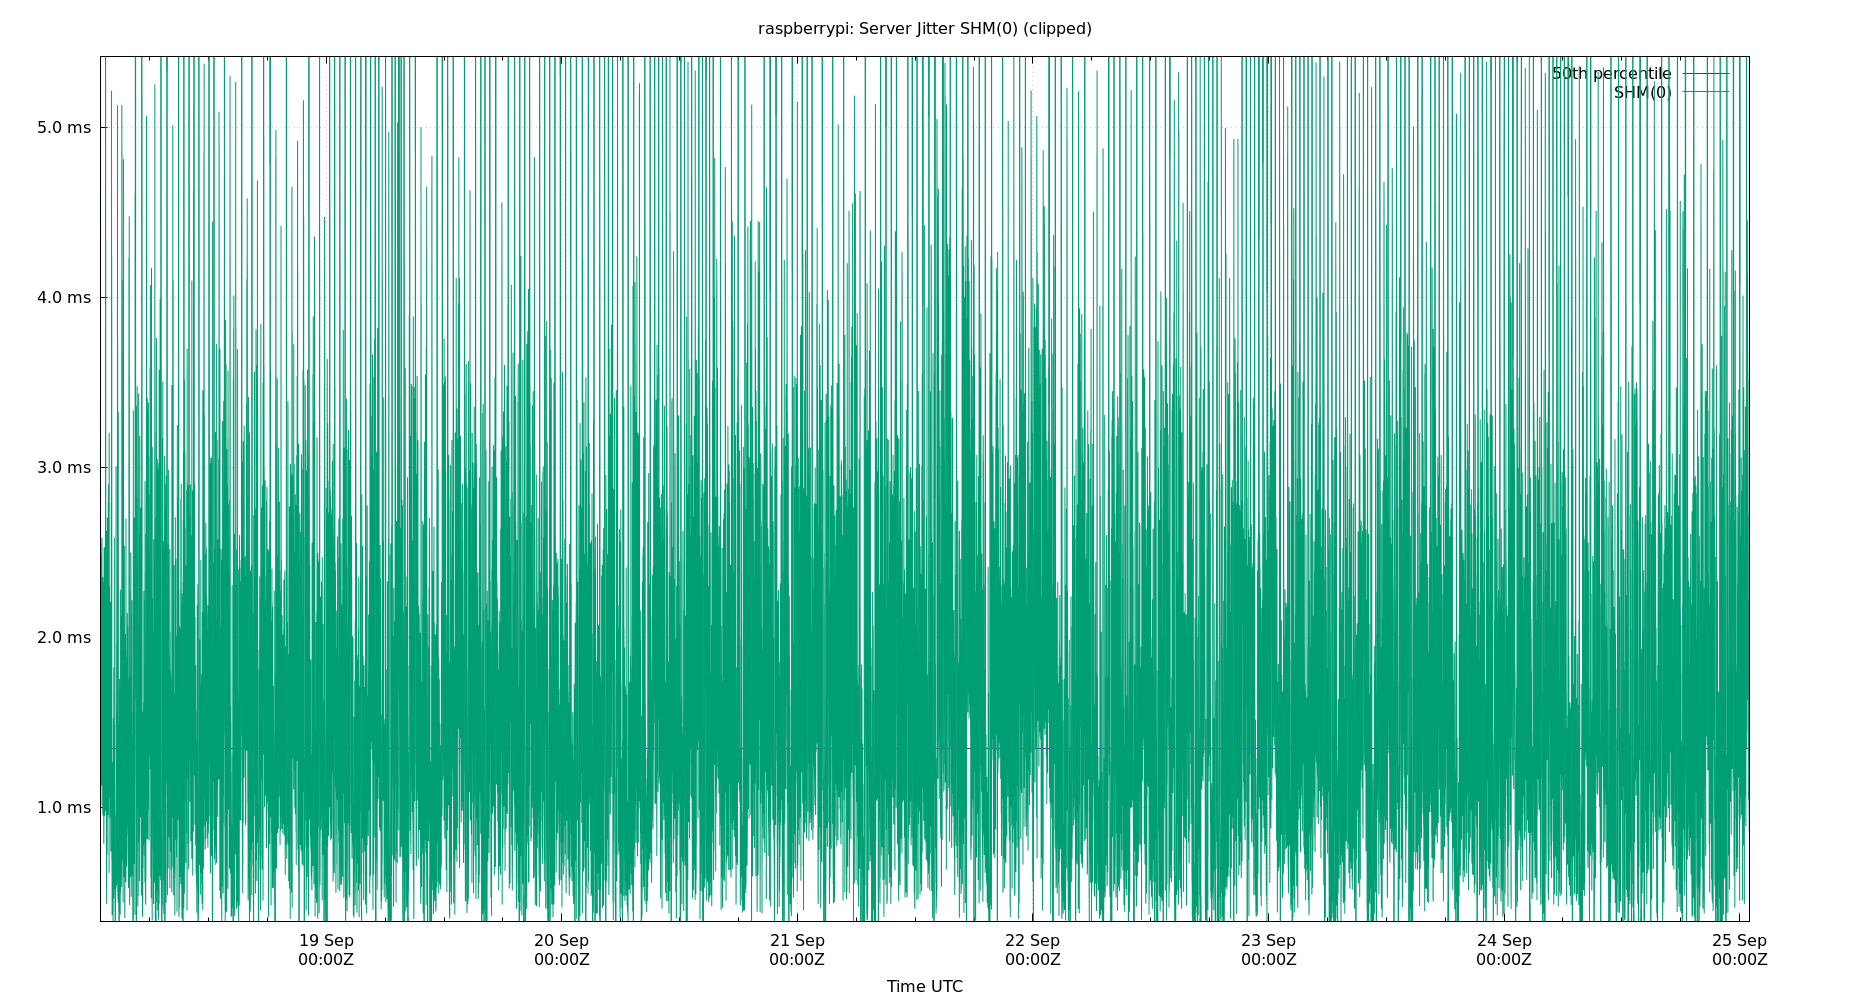 raspberrypi: Server Jitter SHM(0) (clipped)
50th percentile
SHM(0)
5.0 ms
4.0 ms
3.0 ms
2.0 ms
1.0 ms
19 Sep 20 Sep 21 Sep 22 Sep 23 Sep 24 Sep 25 Sep
00:00Z 00:00Z 00:00Z 00:00Z 00:00Z 00:00Z 00:00Z
Time UTC